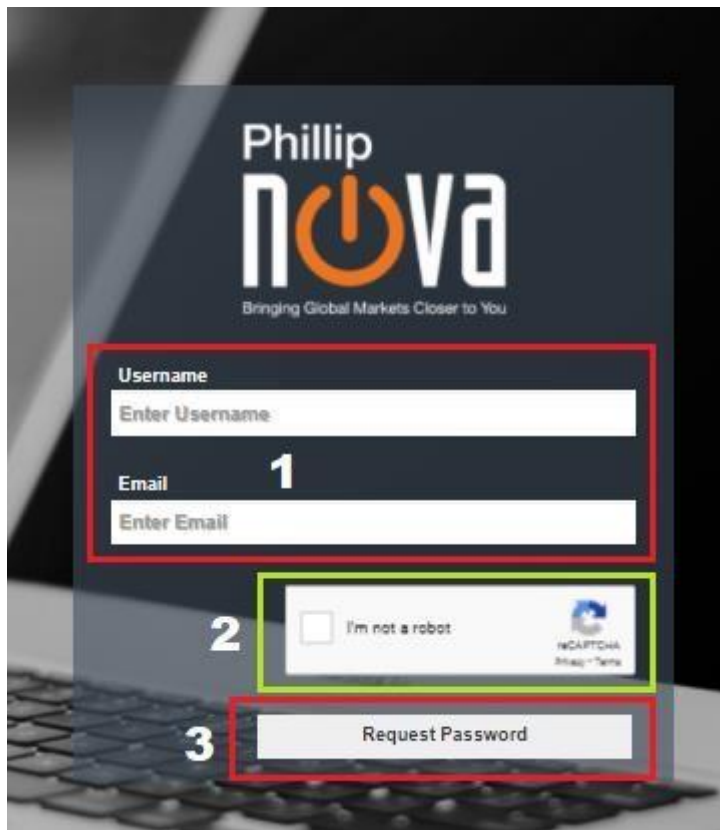 Phillip
nova
Bringing Global Markets Closer to You
Username
Enter Username
Email
1
Enter Email
2
I'm not a robot
reCAPTCHA
Privacy - Terms
3
Request Password